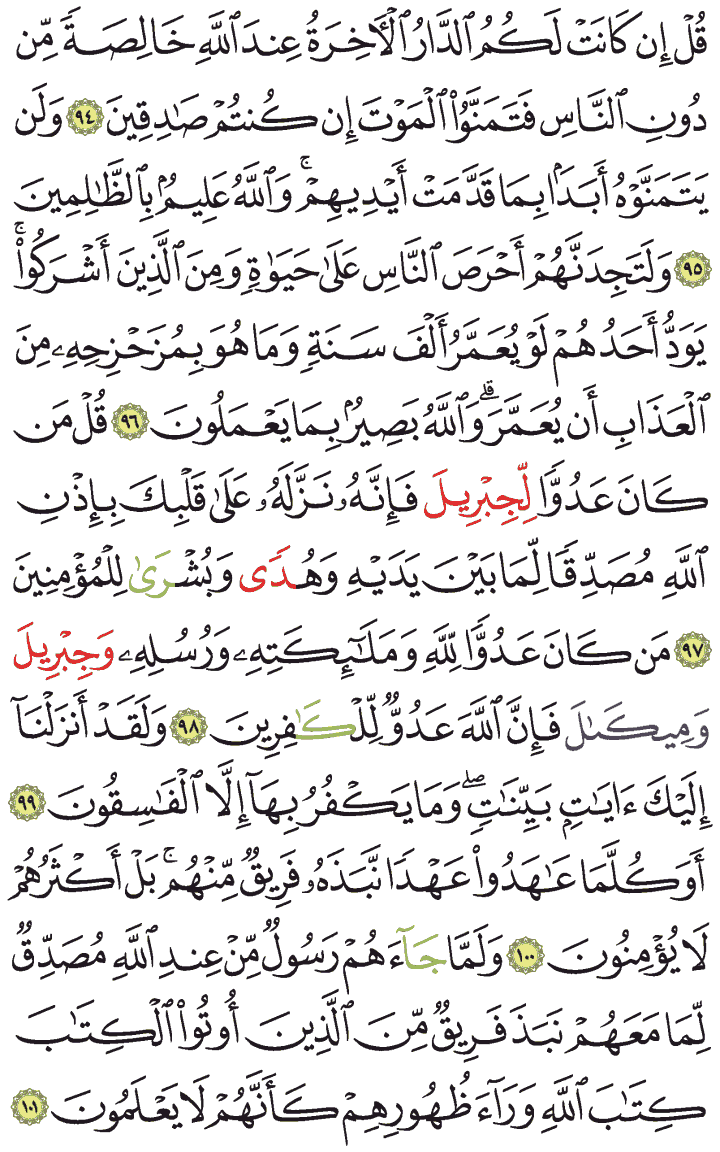 قُلْ إِن كَانَتْ لَكُمُ ٱلدَّارُ ٱلْأَخِرَةُ عِندَ ٱللَّهِ خَالِصَةً مِّن
دُونِ ٱلنَّاسِ فَتَمَنَّوُا۟ ٱلْمَوْتَ إِن كُنتُمْ صَٰدِقِينَ ٩٤ وَلَن
يَتَمَنَّوْهُ أَبَدَۢا بِمَا قَدَّمَتْ أَيْدِيهِمْ ۚ وَٱللَّهُ عَلِيمُۢ بِٱلظَّٰلِمِينَ
٩٥ وَلَتَجِدَنَّهُمْ أَحْرَصَ ٱلنَّاسِ عَلَىٰ حَيَوٰةٍ وَمِنَ ٱلَّذِينَ أَشْرَكُوا۟ ۚ
يَوَدُّ أَحَدُهُمْ لَوْ يُعَمَّرُ أَلْفَ سَنَةٍ وَمَا هُوَ بِمُزَحْزِحِهِۦ مِنَ
ٱلْعَذَابِ أَن يُعَمَّرَ ۗ وَٱللَّهُ بَصِيرُۢ بِمَا يَعْمَلُونَ ٩٦ قُلْ مَن
كَانَ عَدُوًّا لِّجِبْرِيلَ فَإِنَّهُۥ نَزَّلَهُۥ عَلَىٰ قَلْبِكَ بِإِذْنِ
ٱللَّهِ مُصَدِّقًا لِّمَا بَيْنَ يَدَيْهِ وَهُدًى وَبُشْرَىٰ لِلْمُؤْمِنِينَ
٩٧ مَن كَانَ عَدُوًّا لِّلَّهِ وَمَلَٰٓئِكَتِهِۦ وَرُسُلِهِۦ وَجِبْرِيلَ
وَمِيكَىٰلَ فَإِنَّ ٱللَّهَ عَدُوٌّ لِّلْكَٰفِرِينَ ٩٨ وَلَقَدْ أَنزَلْنَآ
إِلَيْكَ ءَايَٰتٍۭ بَيِّنَٰتٍ ۖ وَمَا يَكْفُرُ بِهَآ إِلَّا ٱلْفَٰسِقُونَ ٩٩
أَوَكُلَّمَا عَٰهَدُوا۟ عَهْدًا نَّبَذَهُۥ فَرِيقٌ مِّنْهُم ۚ بَلْ أَكْثَرُهُمْ
لَا يُؤْمِنُونَ ١٠٠ وَلَمَّا جَآءَهُمْ رَسُولٌ مِّنْ عِندِ ٱللَّهِ مُصَدِّقٌ
لِّمَا مَعَهُمْ نَبَذَ فَرِيقٌ مِّنَ ٱلَّذِينَ أُوتُوا۟ ٱلْكِتَٰبَ
كِتَٰبَ ٱللَّهِ وَرَآءَ ظُهُورِهِمْ كَأَنَّهُمْ لَا يَعْلَمُونَ ١٠١